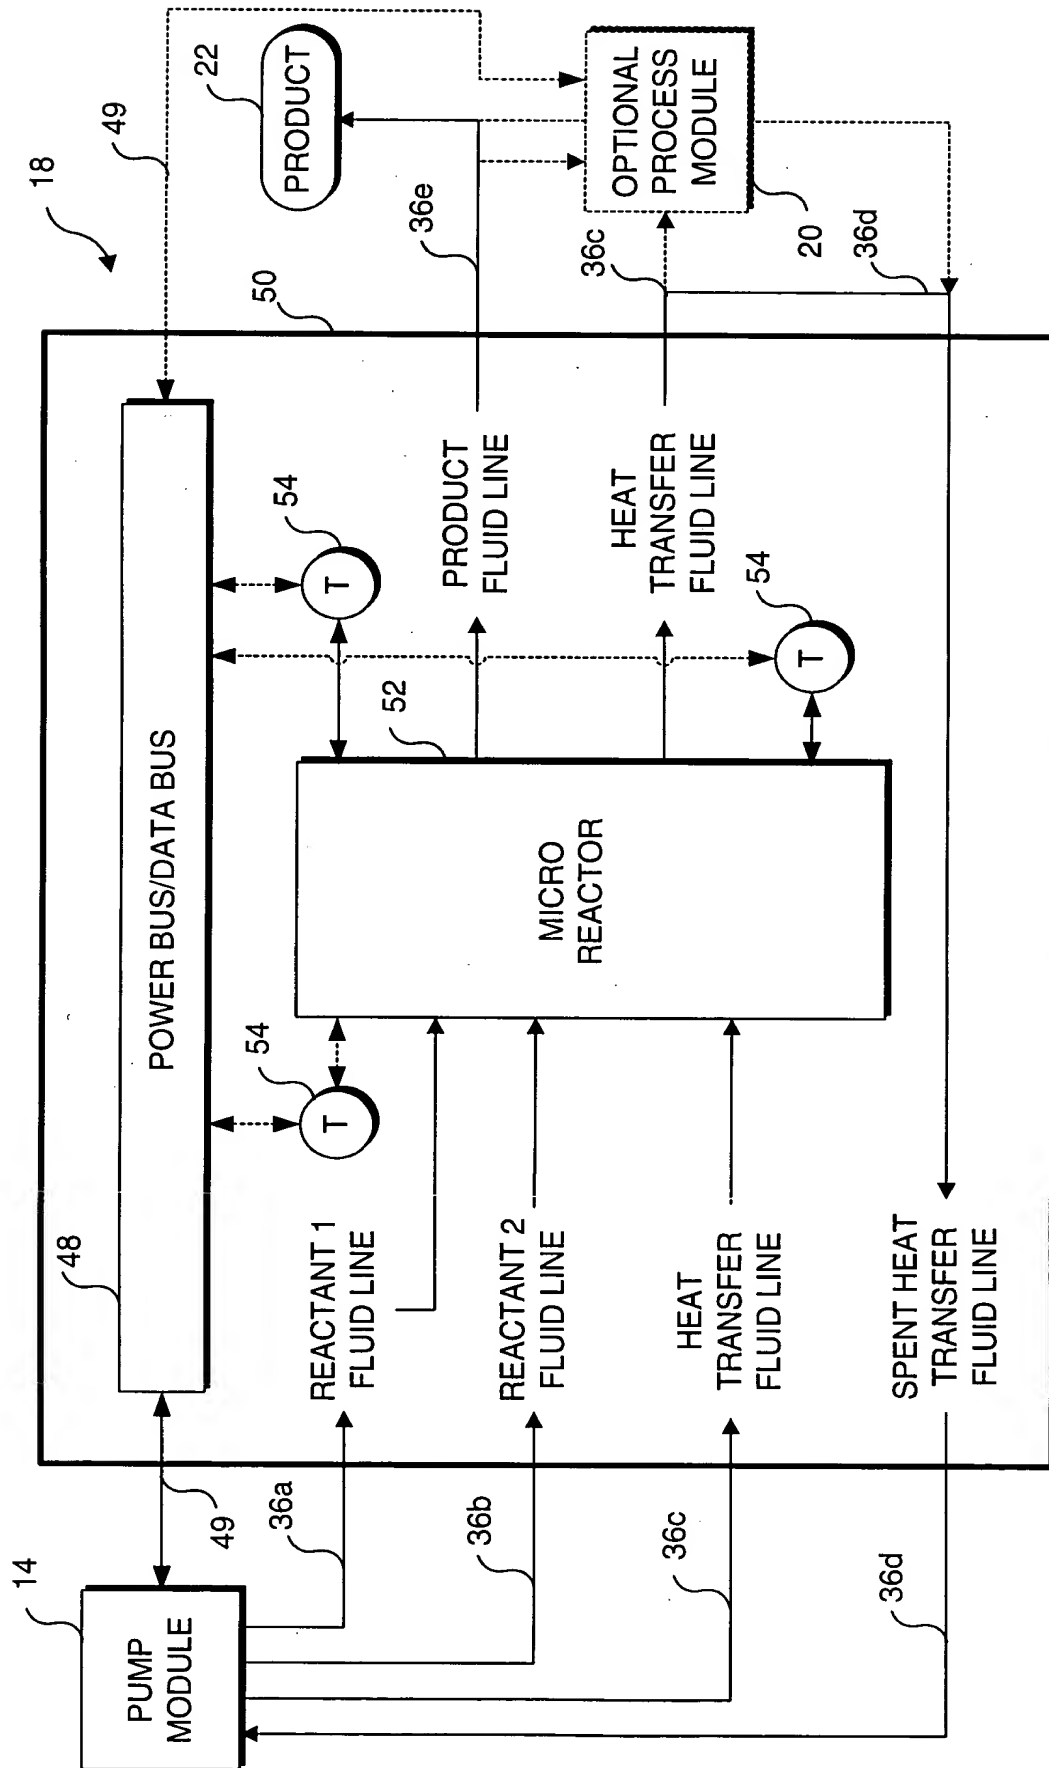 18
14
PUMP
MODULE
49
48
POWER BUS/DATA BUS
50
49
22
PRODUCT
36a
REACTANT 1
FLUID LINE
54
T
54
T
36b
REACTANT 2
FLUID LINE
MICRO
REACTOR
52
PRODUCT
FLUID LINE
36e
36c
HEAT
TRANSFER
FLUID LINE
54
T
HEAT
TRANSFER
FLUID LINE
36c
OPTIONAL
PROCESS
MODULE
20
36d
SPENT HEAT
TRANSFER
FLUID LINE
36d